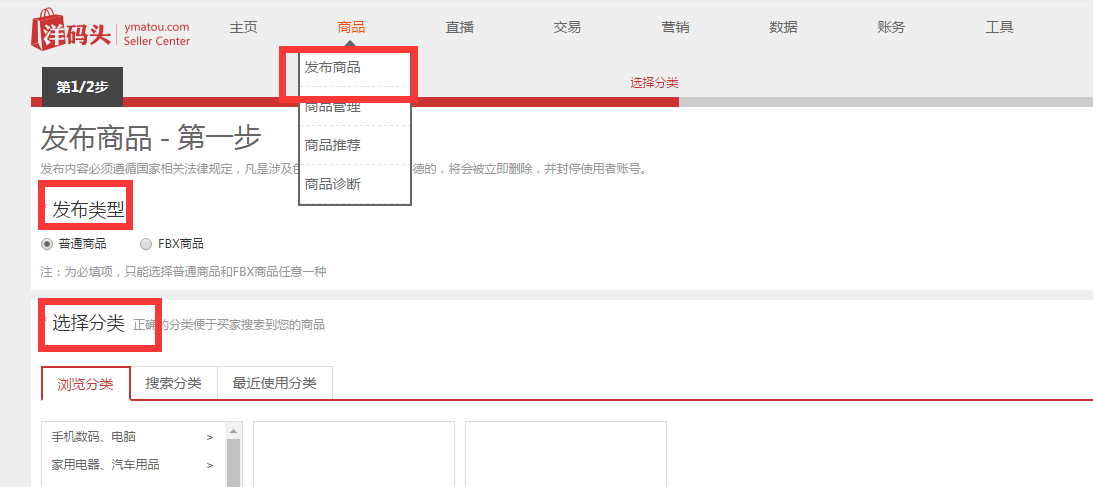 洋码头 ymatou.com
Seller Center
主页 商品 直播 交易 营销 数据 账务 工具
发布商品
商品管理
商品推荐
商品诊断
第1/2步
选择分类
发布商品 - 第一步
发布内容必须遵循国家相关法律规定，凡是涉及 德的，将会被立即删除，并封停使用者账号。
发布类型
普通商品 FBX商品
注：为必填项，只能选择普通商品和FBX商品任意一种
选择分类 正确的分类便于买家搜索到您的商品
浏览分类 搜索分类 最近使用分类
手机数码、电脑 >
家用电器、汽车用品 >